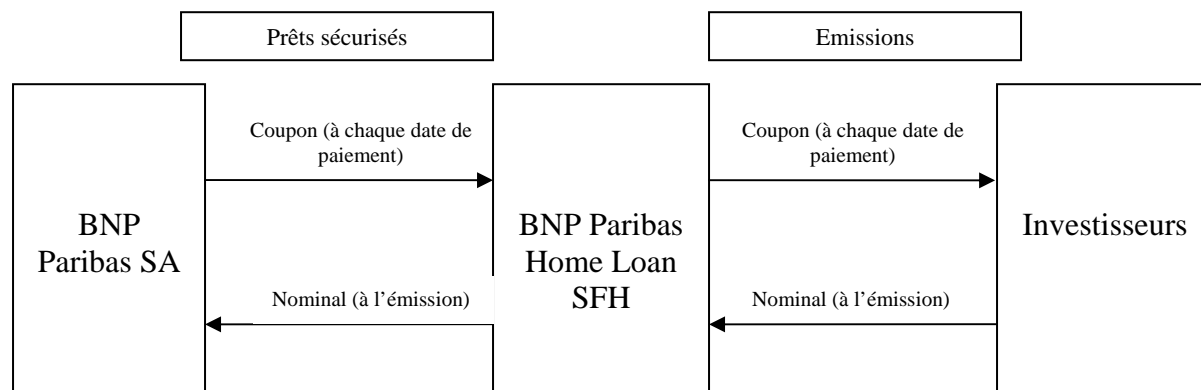 Prêts sécurisés
Emissions
Coupon (à chaque date de
paiement)
Coupon (à chaque date de
paiement)
BNP
Paribas SA
BNP Paribas
Home Loan
SFH
Investisseurs
Nominal (à l’émission)
Nominal (à l’émission)